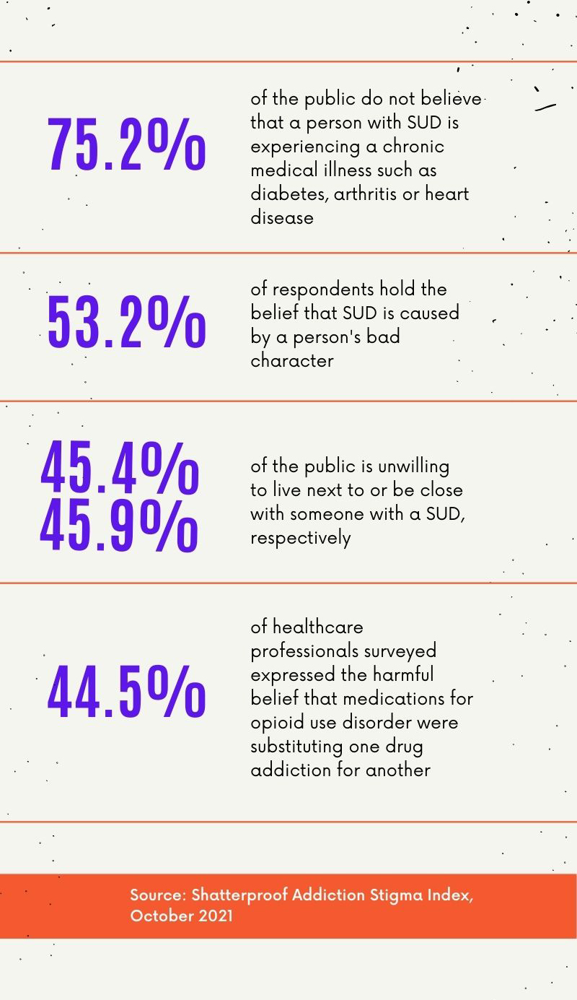 75.2%
of the public do not believe
that a person with SUD is
experiencing a chronic
medical illness such as
diabetes, arthritis or heart
disease
53.2%
of respondents hold the
belief that SUD is caused
by a person's bad
character
45.4%
45.9%
of the public is unwilling
to live next to or be close
with someone with a SUD,
respectively
44.5%
of healthcare
professionals surveyed
expressed the harmful
belief that medications for
opioid use disorder were
substituting one drug
addiction for another
Source: Shatterproof Addiction Stigma Index,
October 2021